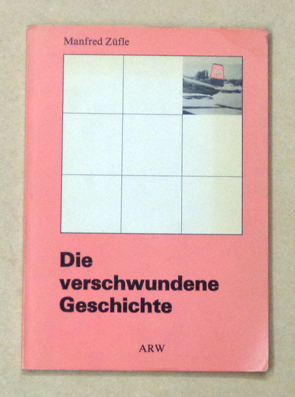 Manfred Züfle
Die
verschwundene
Geschichte
ARW